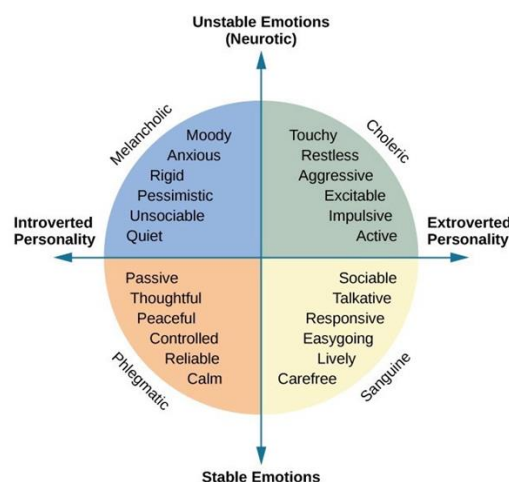 Unstable Emotions
(Neurotic)
Melancholic
Moody
Anxious
Rigid
Pessimistic
Unsociable
Quiet
Choleric
Touchy
Restless
Aggressive
Excitable
Impulsive
Active
Introverted
Personality
Extroverted
Personality
Passive
Thoughtful
Peaceful
Controlled
Reliable
Calm
Phlegmatic
Sociable
Talkative
Responsive
Easygoing
Lively
Carefree
Sanguine
Stable Emotions